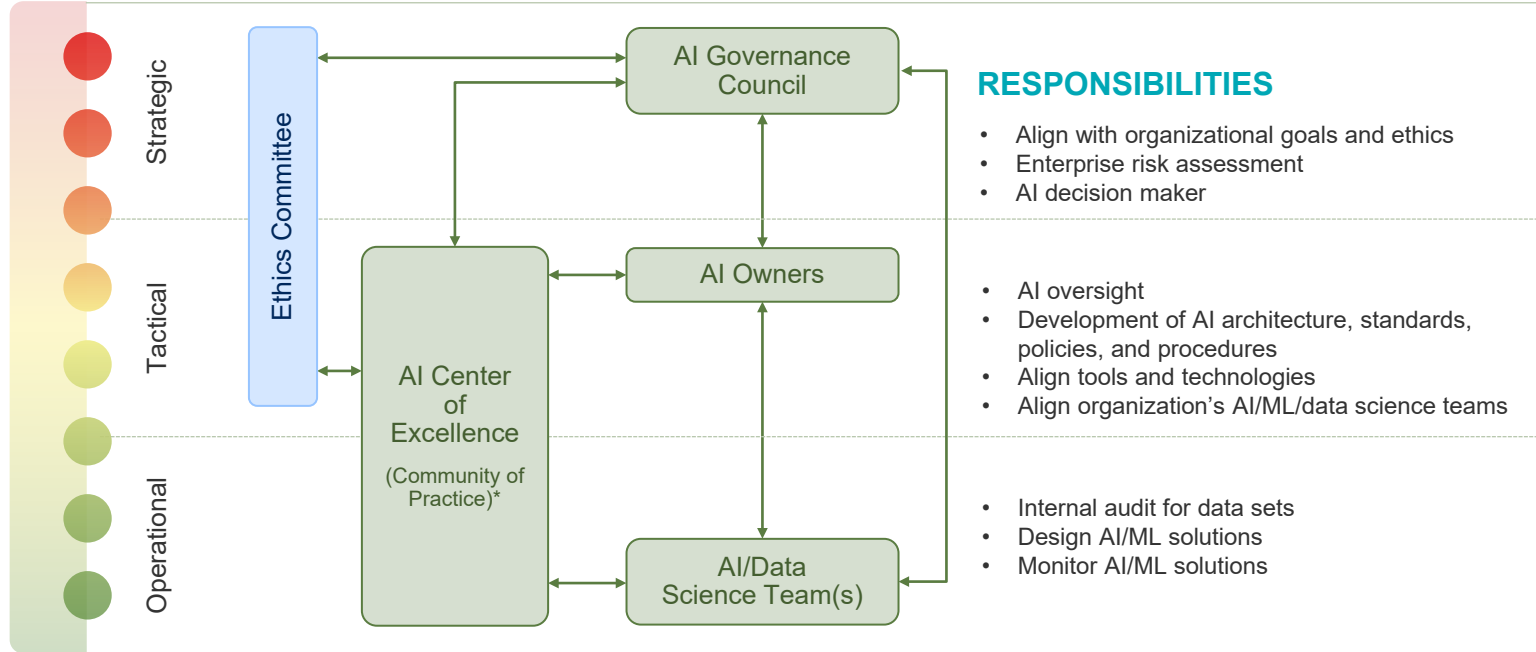 Strategic
Tactical
Operational
Ethics Committee
AI Governance
Council
AI Owners
AI Center
of
Excellence
(Community of
Practice)*
AI/Data
Science Team(s)
RESPONSIBILITIES
• Align with organizational goals and ethics
• Enterprise risk assessment
• AI decision maker
• AI oversight
• Development of AI architecture, standards,
policies, and procedures
• Align tools and technologies
• Align organization’s AI/ML/data science teams
• Internal audit for data sets
• Design AI/ML solutions
• Monitor AI/ML solutions